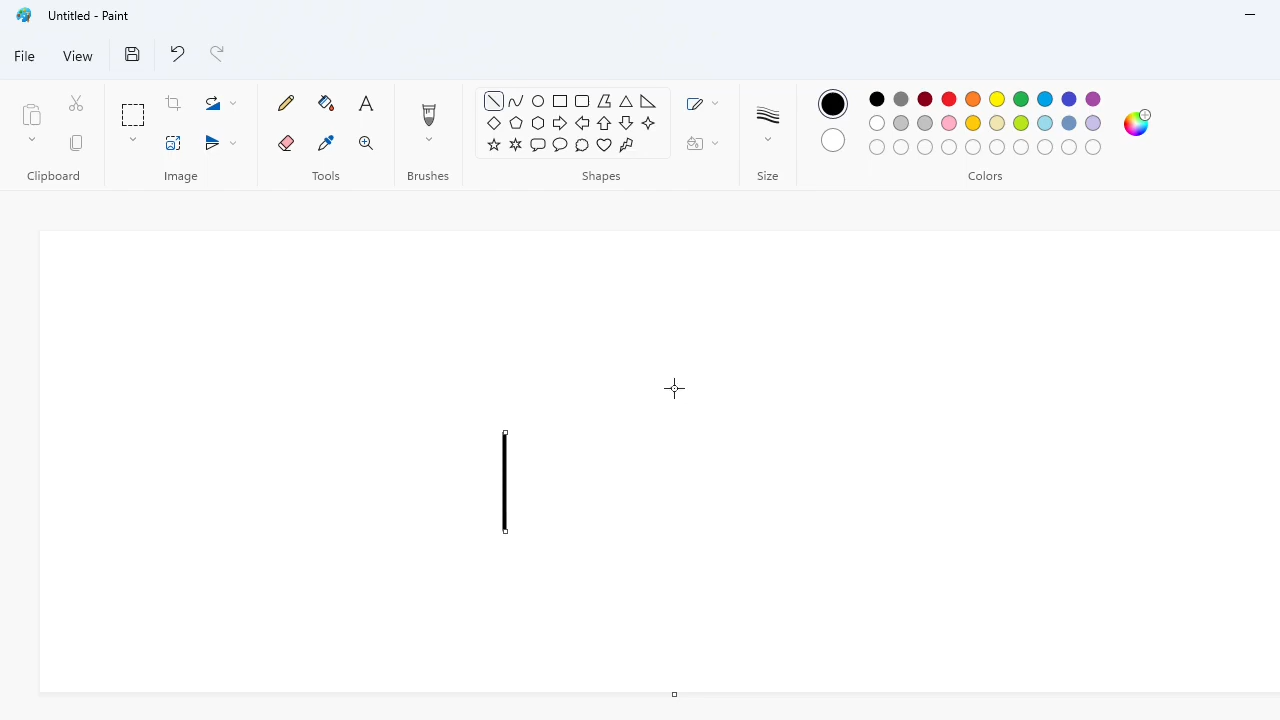 Untitled - Paint
File
View
Clipboard
Image
Tools
Brushes
Shapes
Size
Colors